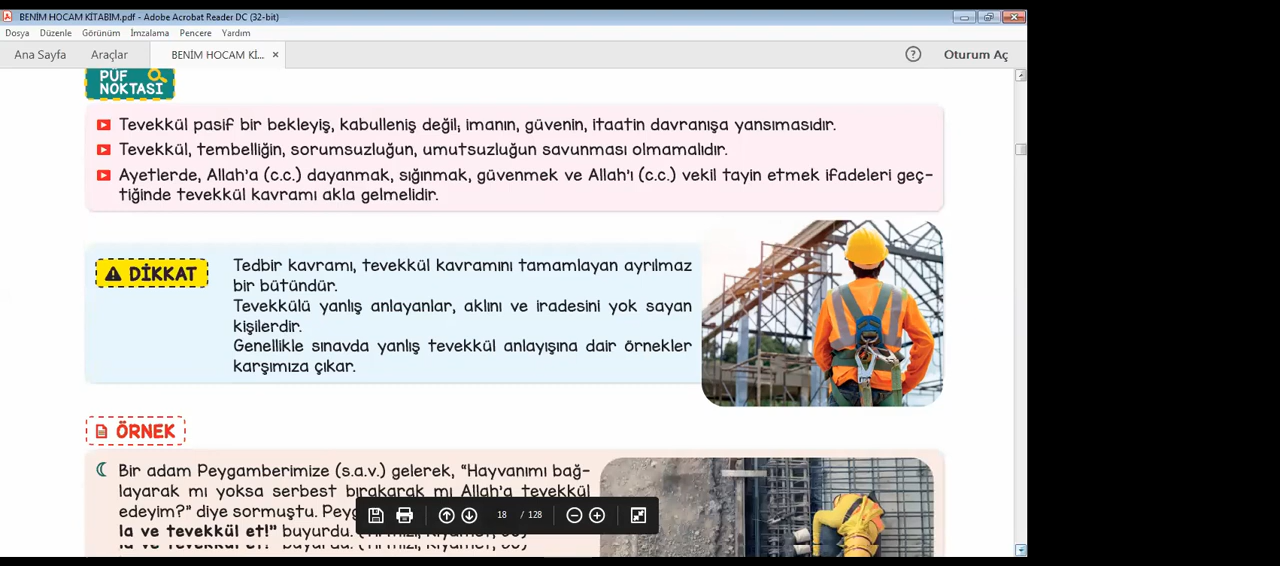 BENİM HOCAM KİTABIM.pdf - Adobe Acrobat Reader DC (32-bit)
Dosya Düzenle Görünüm İmzalama Pencere Yardım
Ana Sayfa Araçlar BENİM HOCAM Kİ... × ? Oturum Aç
PUF
NOKTASI
Tevekkül pasif bir bekleyiş, kabulleniş değil; imanın, güvenin, itaatin davranışa yansımasıdır.
Tevekkül, tembelliğin, sorumsuzluğun, umutsuzluğun savunması olmamalıdır.
Ayetlerde, Allah'a (c.c.) dayanmak, sığınmak, güvenmek ve Allah'ı (c.c.) vekil tayin etmek ifadeleri geç-
tiğinde tevekkül kavramı akla gelmelidir.
DİKKAT
Tedbir kavramı, tevekkül kavramını tamamlayan ayrılmaz
bir bütündür.
Tevekkülü yanlış anlayanlar, aklını ve iradesini yok sayan
kişilerdir.
Genellikle sınavda yanlış tevekkül anlayışına dair örnekler
karşımıza çıkar.
ÖRNEK
Bir adam Peygamberimize (s.a.v.) gelerek, "Hayvanımı bağ-
layarak mı yoksa serbest bırakarak mı Allah'a tevekkül
edeyim?" diye sormuştu.
18 / 128
la ve tevekkül et!" buyurdu.